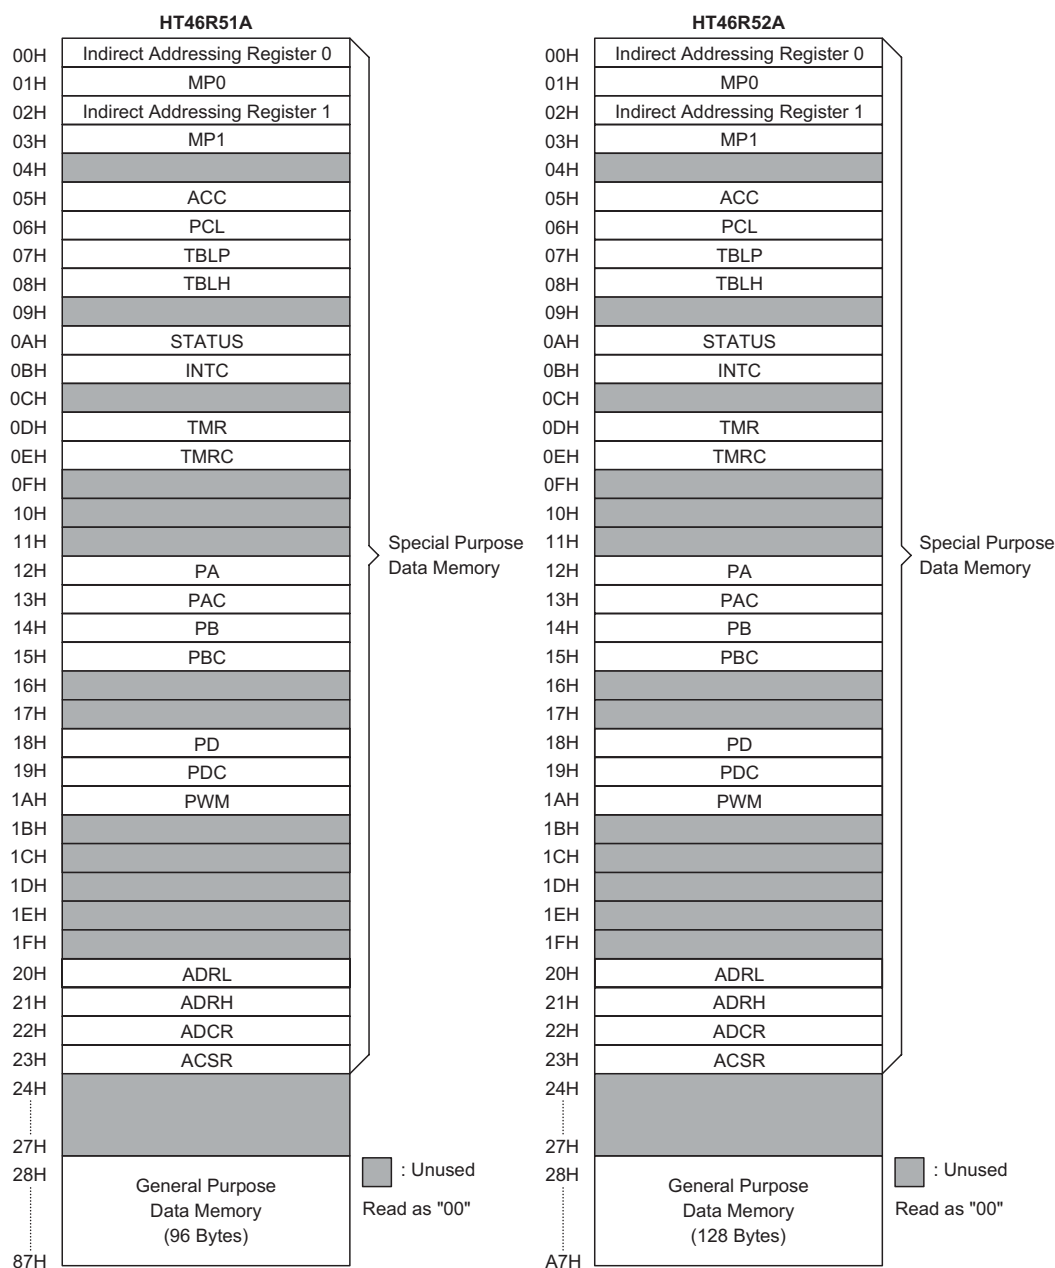 HT46R51A
00H Indirect Addressing Register 0
01H MP0
02H Indirect Addressing Register 1
03H MP1
04H
05H ACC
06H PCL
07H TBLP
08H TBLH
09H
0AH STATUS
0BH INTC
0CH
0DH TMR
0EH TMRC
0FH
10H
11H
12H PA
13H PAC
14H PB
15H PBC
16H
17H
18H PD
19H PDC
1AH PWM
1BH
1CH
1DH
1EH
1FH
20H ADRL
21H ADRH
22H ADCR
23H ACSR
24H
27H
28H
General Purpose
Data Memory
(96 Bytes)
87H
Special Purpose
Data Memory
: Unused
Read as "00"
HT46R52A
00H Indirect Addressing Register 0
01H MP0
02H Indirect Addressing Register 1
03H MP1
04H
05H ACC
06H PCL
07H TBLP
08H TBLH
09H
0AH STATUS
0BH INTC
0CH
0DH TMR
0EH TMRC
0FH
10H
11H
12H PA
13H PAC
14H PB
15H PBC
16H
17H
18H PD
19H PDC
1AH PWM
1BH
1CH
1DH
1EH
1FH
20H ADRL
21H ADRH
22H ADCR
23H ACSR
24H
27H
28H
General Purpose
Data Memory
(128 Bytes)
A7H
Special Purpose
Data Memory
: Unused
Read as "00"